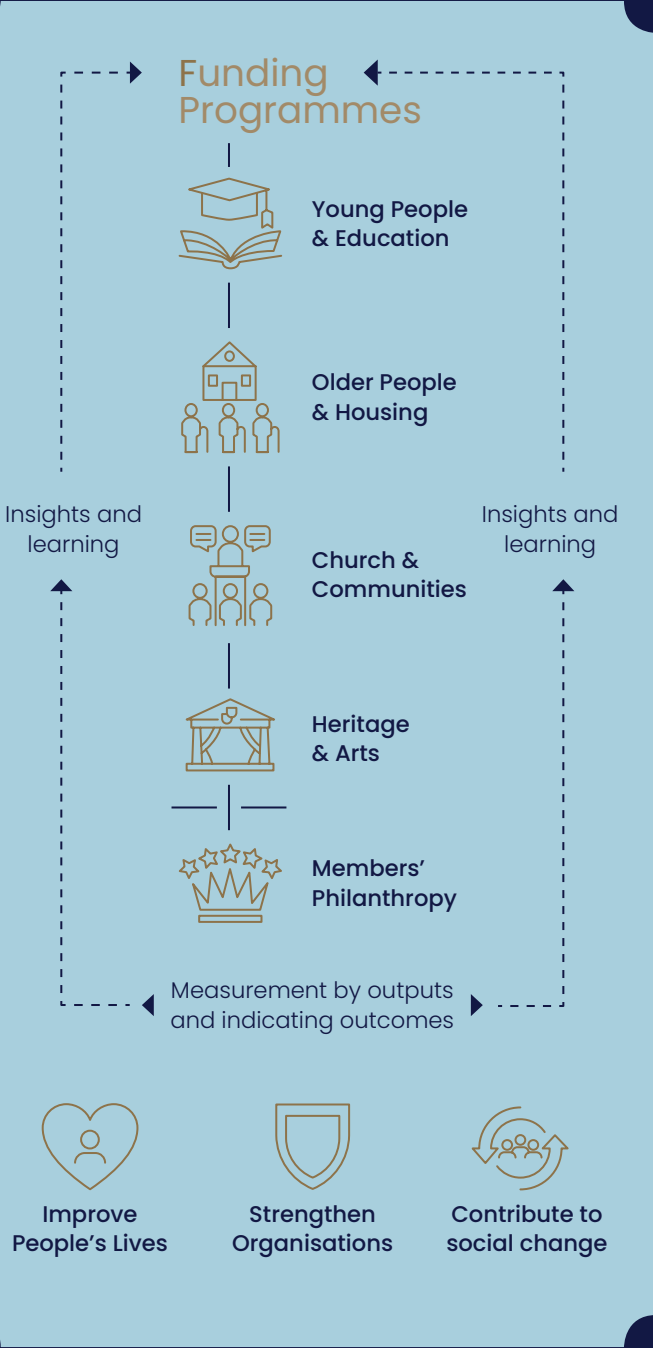 Funding
Programmes
Young People
& Education
Older People
& Housing
Insights and
learning
Insights and
learning
Church &
Communities
Heritage
& Arts
Members’
Philanthropy
Measurement by outputs
and indicating outcomes
Improve
People’s Lives
Strengthen
Organisations
Contribute to
social change